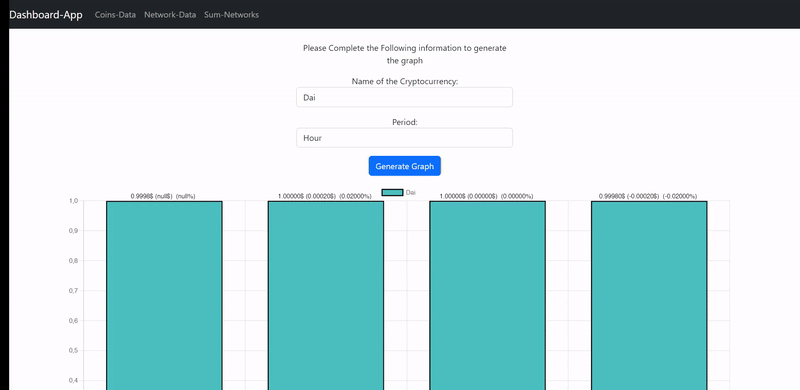 Dashboard-App Coins-Data Network-Data Sum-Networks
Please Complete the Following information to generate
the graph
Name of the Cryptocurrency:
Dai
Period:
Hour
Generate Graph
Dai
0.9998$ (null$) (null%) 1.00000$ (0.00020$) (0.02000%) 1.00000$ (0.00000$) (0.00000%) 0.99980$ (-0.00020$) (-0.02000%)
1,0
0,9
0,8
0,7
0,6
0,5
0,4